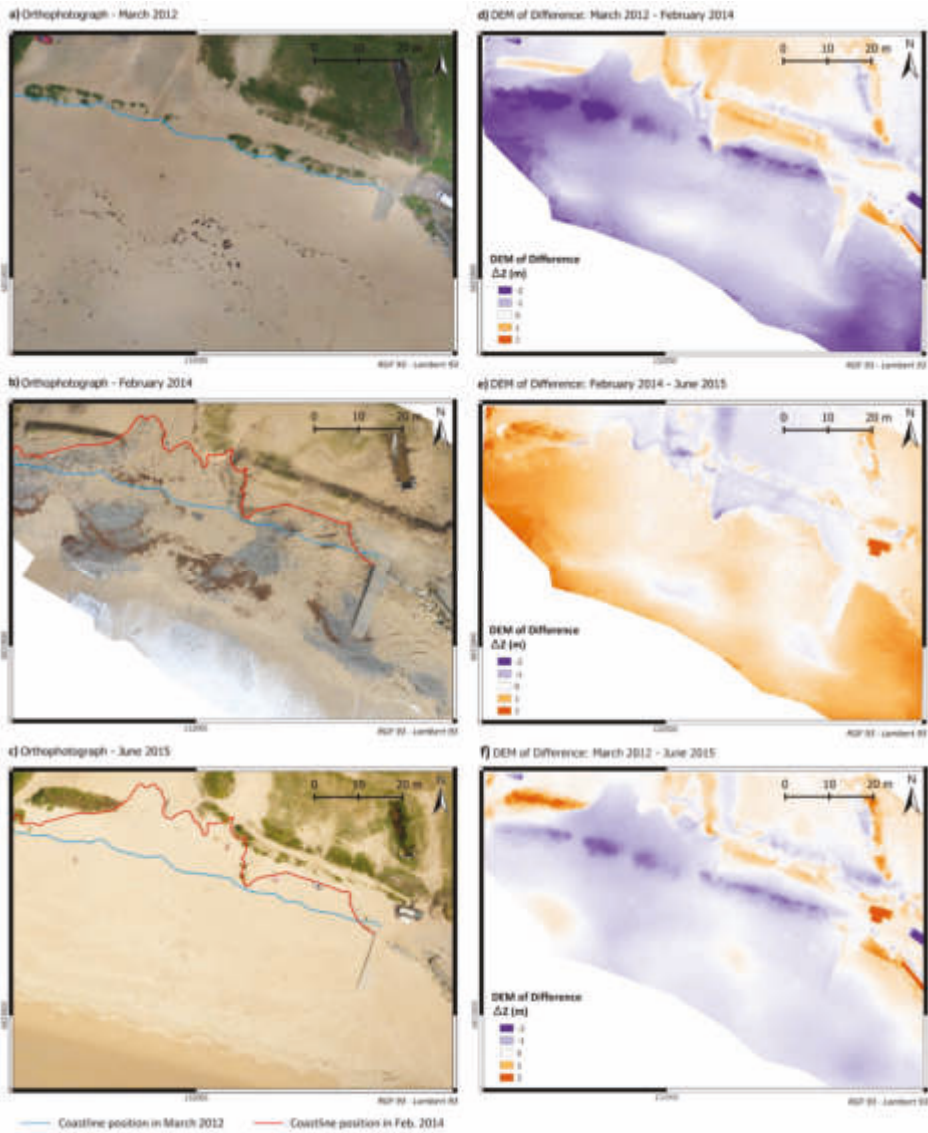 a) Orthophotograph - March 2012
0 10 20 m
N
RGF 93 - Lambert 93
d) DEM of Difference: March 2012 - February 2014
0 10 20 m
N
DEM of Difference
ΔZ (m)
-2
-1
0
1
2
RGF 93 - Lambert 93
b) Orthophotograph - February 2014
0 10 20 m
N
RGF 93 - Lambert 93
e) DEM of Difference: February 2014 - June 2015
0 10 20 m
N
DEM of Difference
ΔZ (m)
-2
-1
0
1
2
RGF 93 - Lambert 93
c) Orthophotograph - June 2015
0 10 20 m
N
RGF 93 - Lambert 93
f) DEM of Difference: March 2012 - June 2015
0 10 20 m
N
DEM of Difference
ΔZ (m)
-2
-1
0
1
2
RGF 93 - Lambert 93
Coastline position in March 2012
Coastline position in Feb. 2014